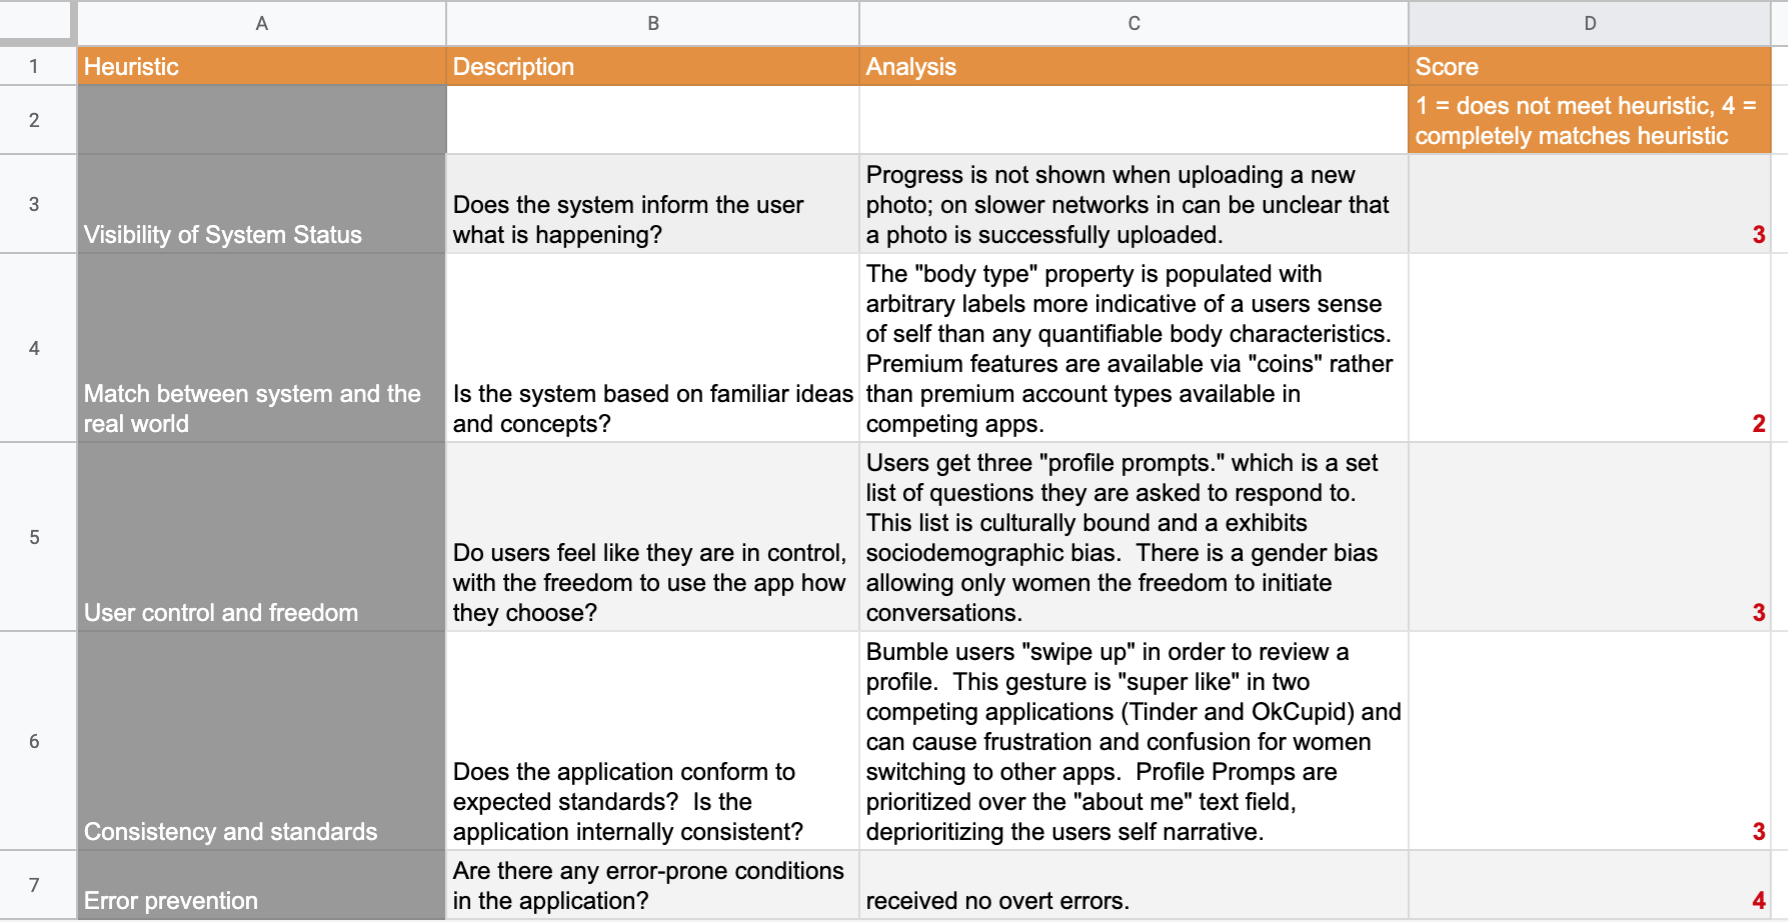 A B C D
1 Heuristic Description Analysis Score
2 1 = does not meet heuristic, 4 =
completely matches heuristic
3
Visibility of System Status
Does the system inform the user
what is happening?
Progress is not shown when uploading a new
photo; on slower networks in can be unclear that
a photo is successfully uploaded.
3
4
Match between system and the
real world
Is the system based on familiar ideas
and concepts?
The "body type" property is populated with
arbitrary labels more indicative of a users sense
of self than any quantifiable body characteristics.
Premium features are available via "coins" rather
than premium account types available in
competing apps.
2
5
User control and freedom
Do users feel like they are in control,
with the freedom to use the app how
they choose?
Users get three "profile prompts." which is a set
list of questions they are asked to respond to.
This list is culturally bound and a exhibits
sociodemographic bias.  There is a gender bias
allowing only women the freedom to initiate
conversations.
3
6
Consistency and standards
Does the application conform to
expected standards?  Is the
application internally consistent?
Bumble users "swipe up" in order to review a
profile.  This gesture is "super like" in two
competing applications (Tinder and OkCupid) and
can cause frustration and confusion for women
switching to other apps.  Profile Promps are
prioritized over the "about me" text field,
deprioritizing the users self narrative.
3
7
Error prevention
Are there any error-prone conditions
in the application?
received no overt errors.
4